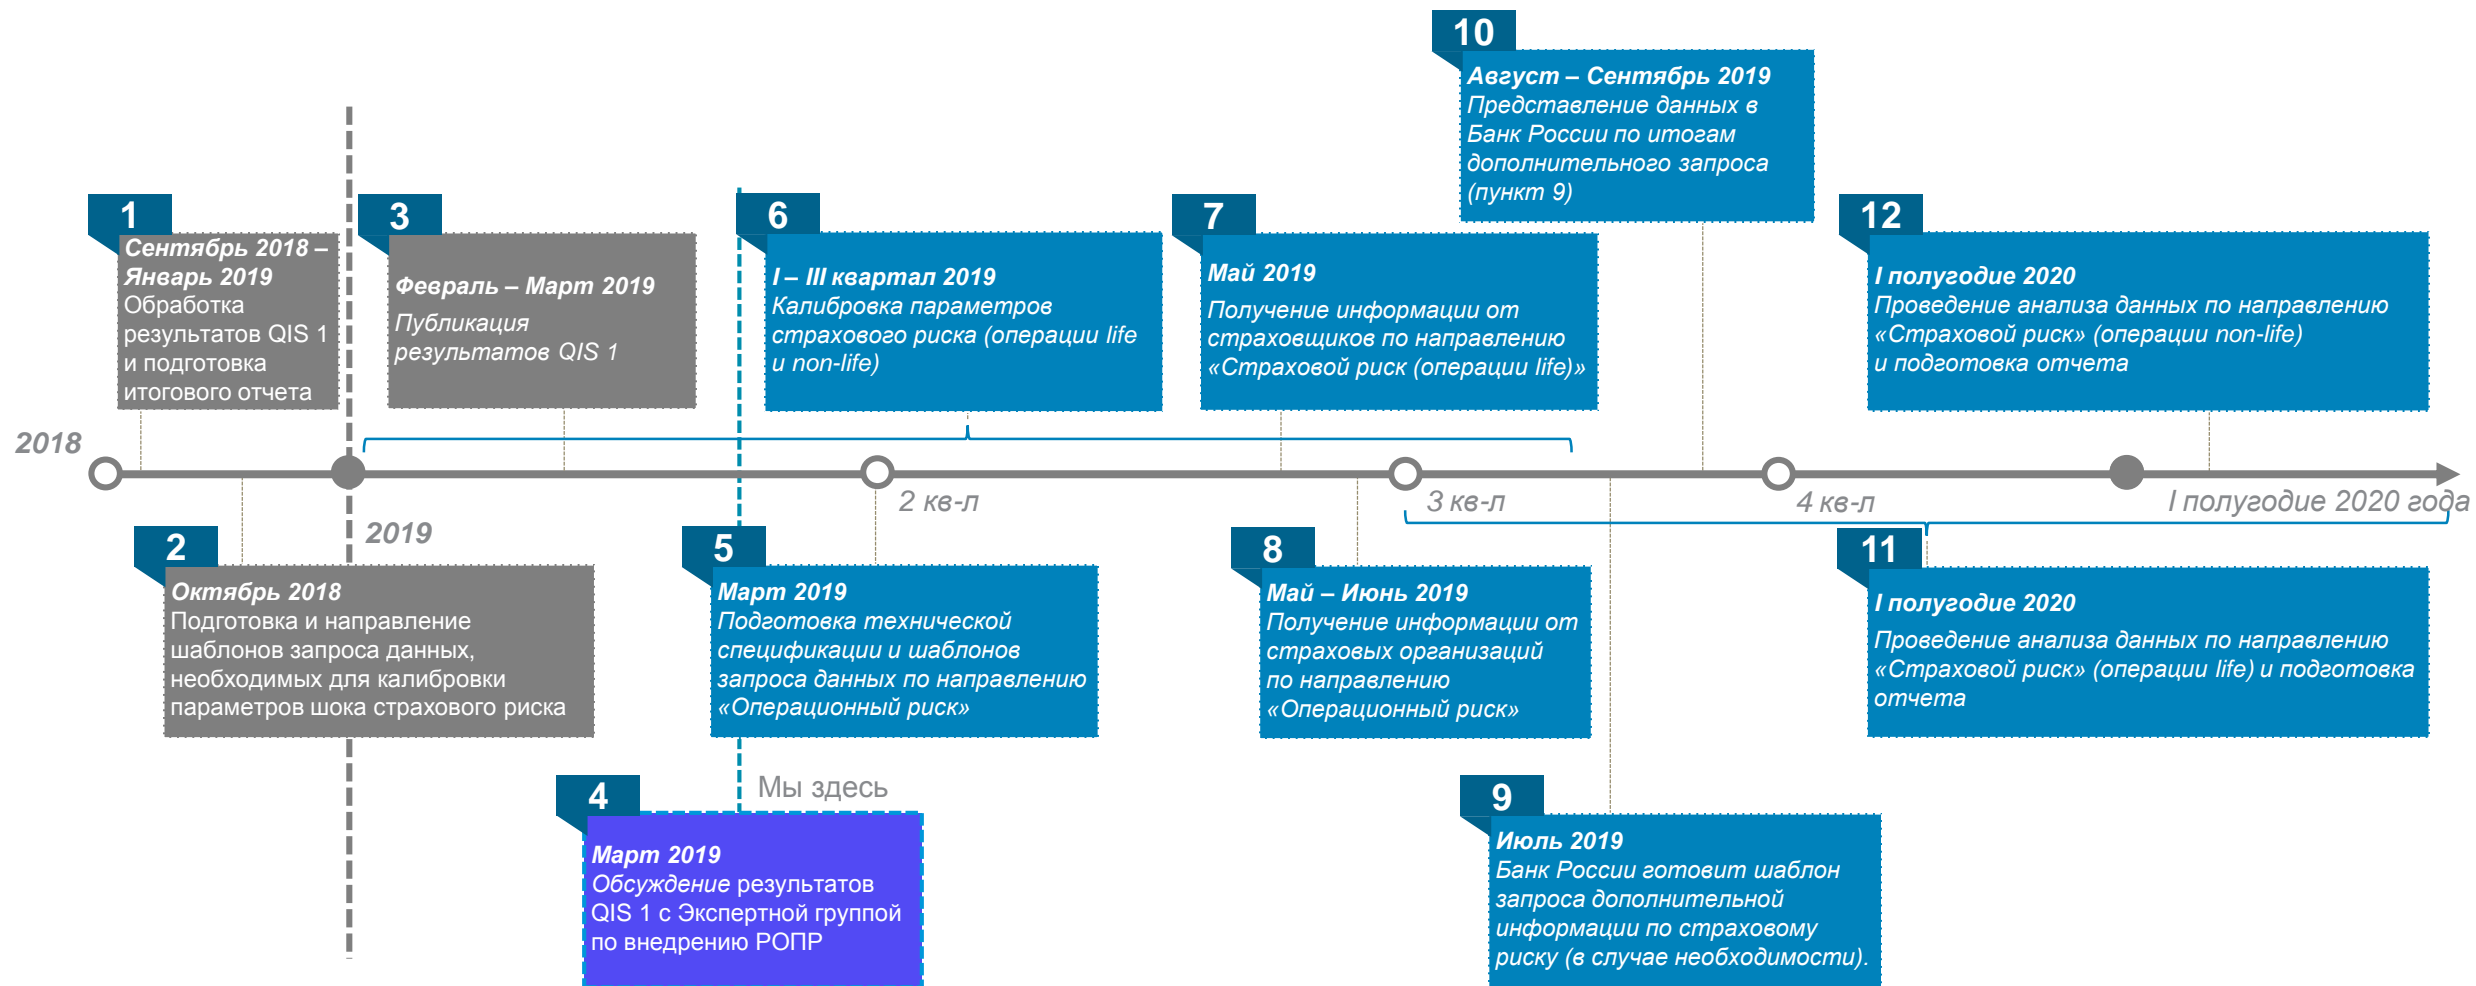 10
Август – Сентябрь 2019
Представление данных в
Банк России по итогам
дополнительного запроса
(пункт 9)
1
Сентябрь 2018 –
Январь 2019
Обработка
результатов QIS 1
и подготовка
итогового отчета
3
Февраль – Март 2019
Публикация
результатов QIS 1
6
I – III квартал 2019
Калибровка параметров
страхового риска (операции life
и non-life)
7
Май 2019
Получение информации от
страховщиков по направлению
«Страховой риск (операции life)»
12
I полугодие 2020
Проведение анализа данных по направлению
«Страховой риск» (операции non-life)
и подготовка отчета
2018
2019
2 кв-л
3 кв-л
4 кв-л
I полугодие 2020 года
2
Октябрь 2018
Подготовка и направление
шаблонов запроса данных,
необходимых для калибровки
параметров шока страхового риска
5
Март 2019
Подготовка технической
спецификации и шаблонов
запроса данных по направлению
«Операционный риск»
8
Май – Июнь 2019
Получение информации от
страховых организаций
по направлению
«Операционный риск»
11
I полугодие 2020
Проведение анализа данных по направлению
«Страховой риск» (операции life) и подготовка
отчета
Мы здесь
4
Март 2019
Обсуждение результатов
QIS 1 с Экспертной группой
по внедрению РОПР
9
Июль 2019
Банк России готовит шаблон
запроса дополнительной
информации по страховому
риску (в случае необходимости).